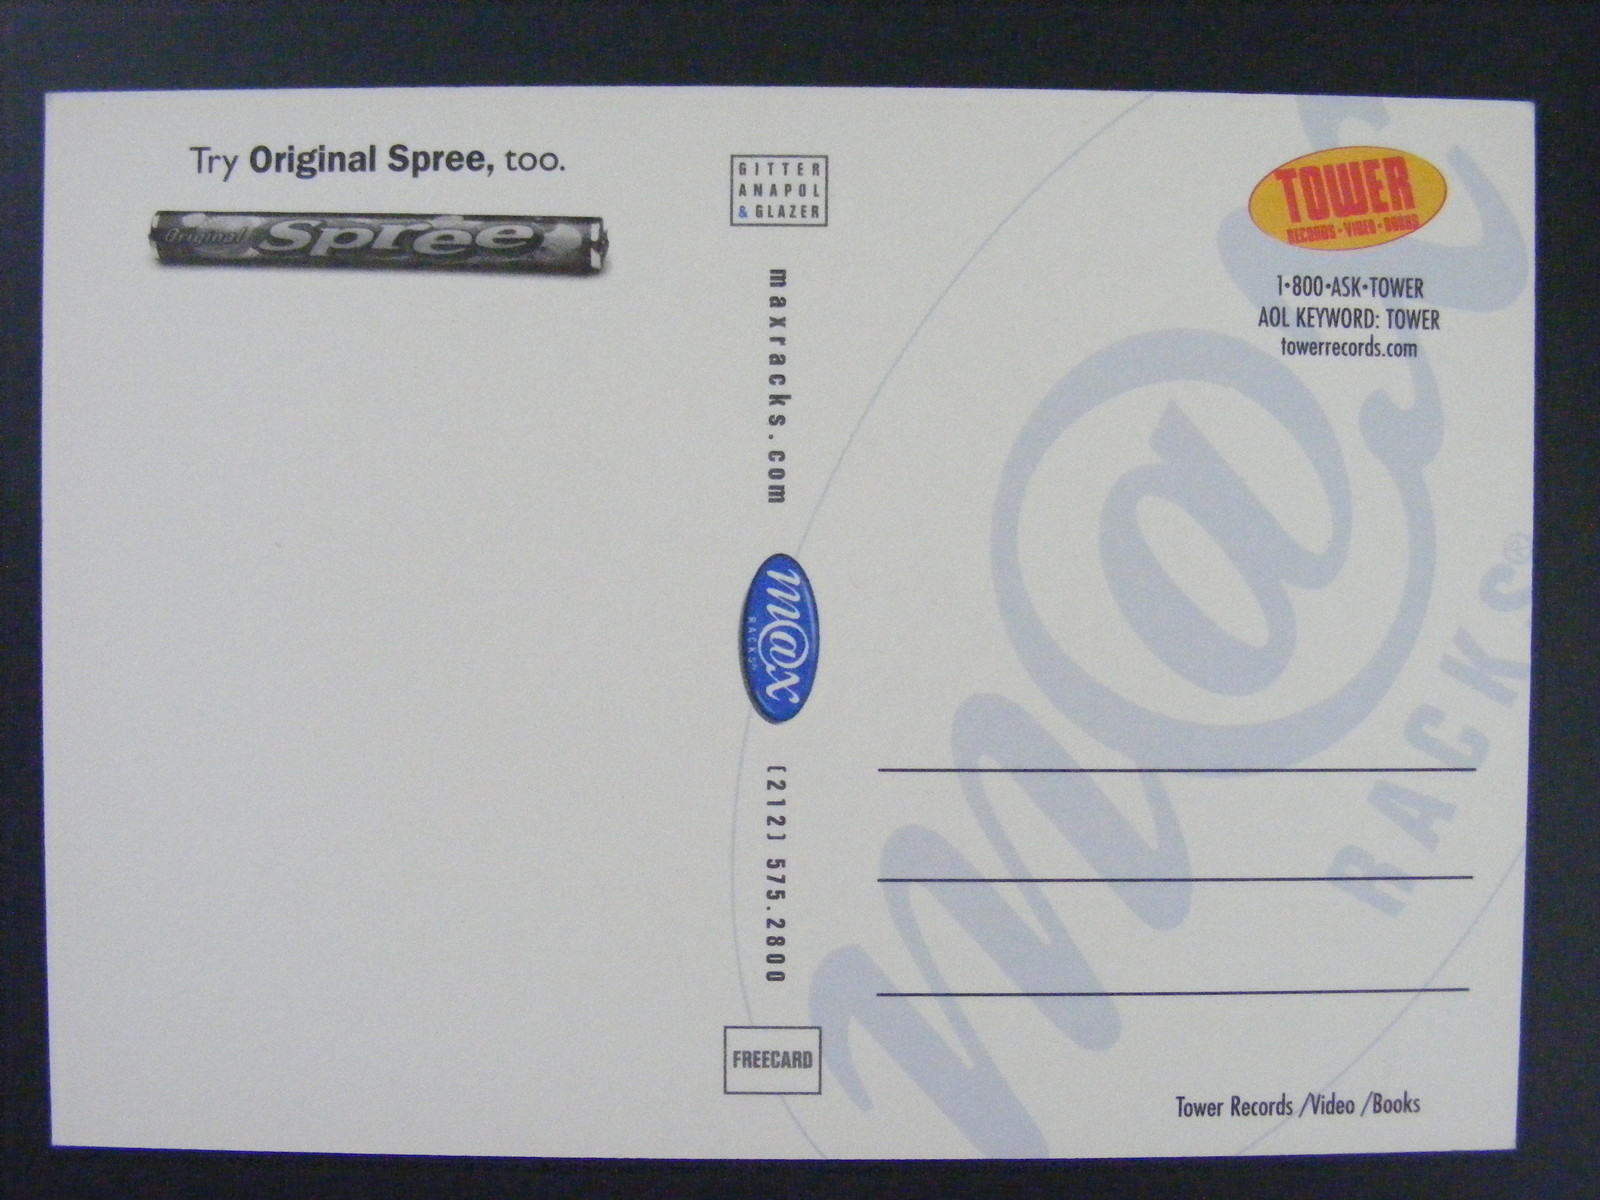 Try Original Spree, too.
Original Spree
GITTER
ANAPOL
& GLAZER
maxracks.com
m@x
RACKS
(212) 575.2800
FREECARD
TOWER
RECORDS · VIDEO · BOOKS
1·800·ASK·TOWER
AOL KEYWORD: TOWER
towerrecords.com
m@x
RACKS®
Tower Records /Video /Books